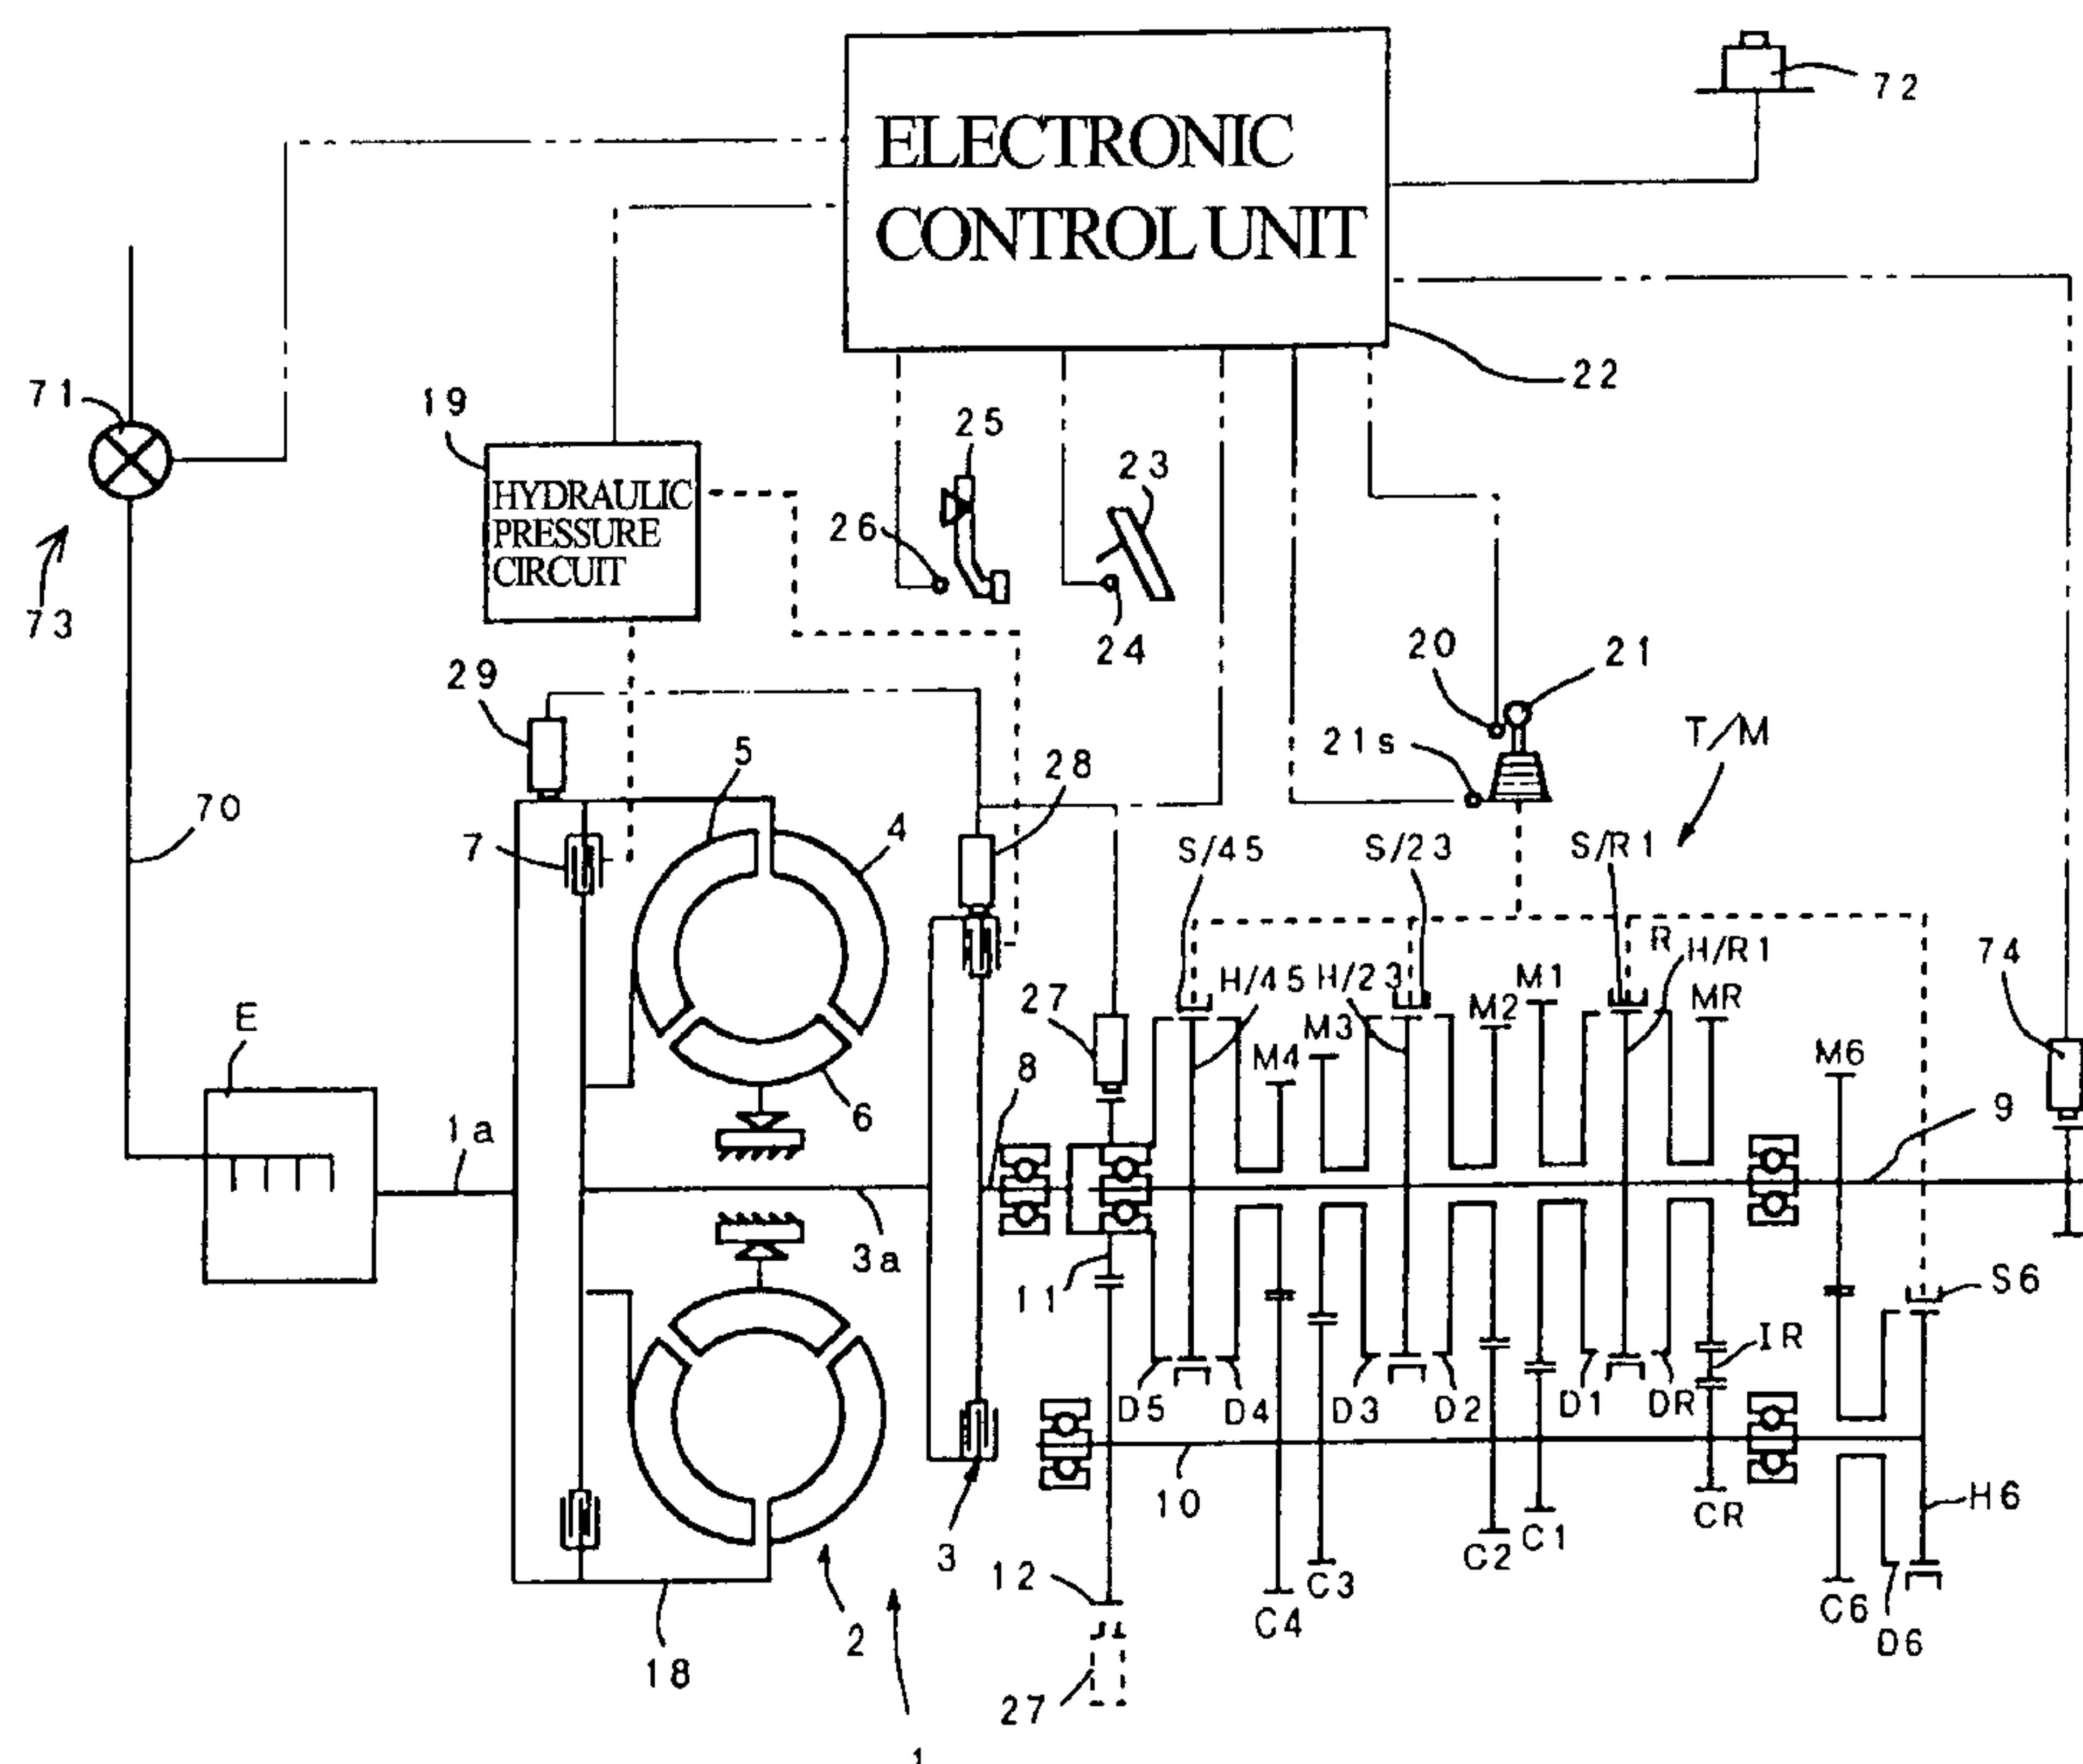 72
ELECTRONIC
CONTROL UNIT
22
71
19
25
23
HYDRAULIC
PRESSURE
CIRCUIT
26
73
24
20
21
29
T/M
21s
5
28
70
4
7
S/45
S/23
S/R1
R
H/R1
74
27
H/45
H/23
M1
MR
M3
M2
E
M4
M6
8
6
9
1a
3a
11
S6
IR
D5
D4
D3
D2
D1
DR
10
H6
CR
3
C2
C1
12
C3
C6
C4
D6
2
18
27
1